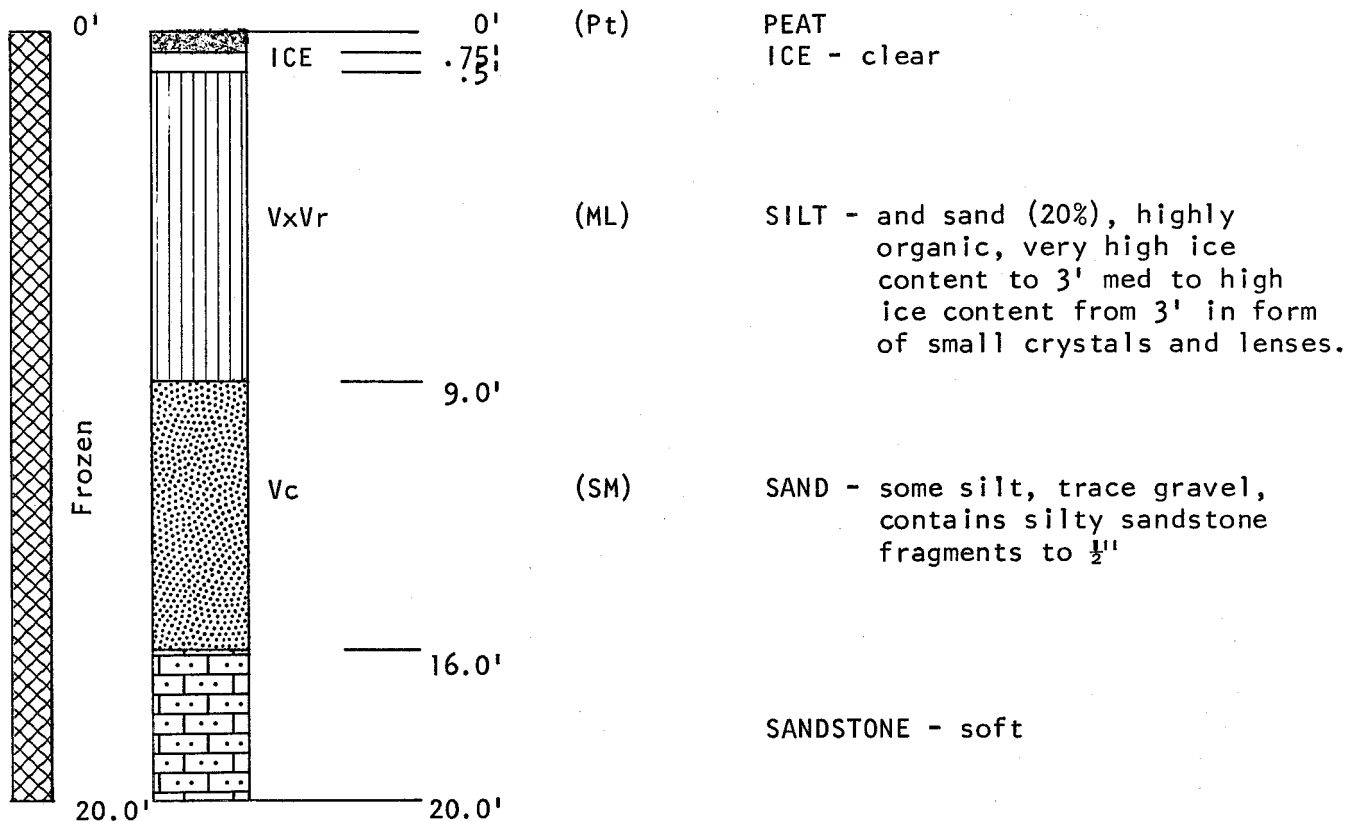 0' 0' (Pt) PEAT
ICE .75' ICE - clear
.5'
VxVr (ML) SILT - and sand (20%), highly
organic, very high ice
content to 3' med to high
ice content from 3' in form
of small crystals and lenses.
9.0'
Frozen
Vc (SM) SAND - some silt, trace gravel,
contains silty sandstone
fragments to ½"
16.0'
SANDSTONE - soft
20.0' 20.0'